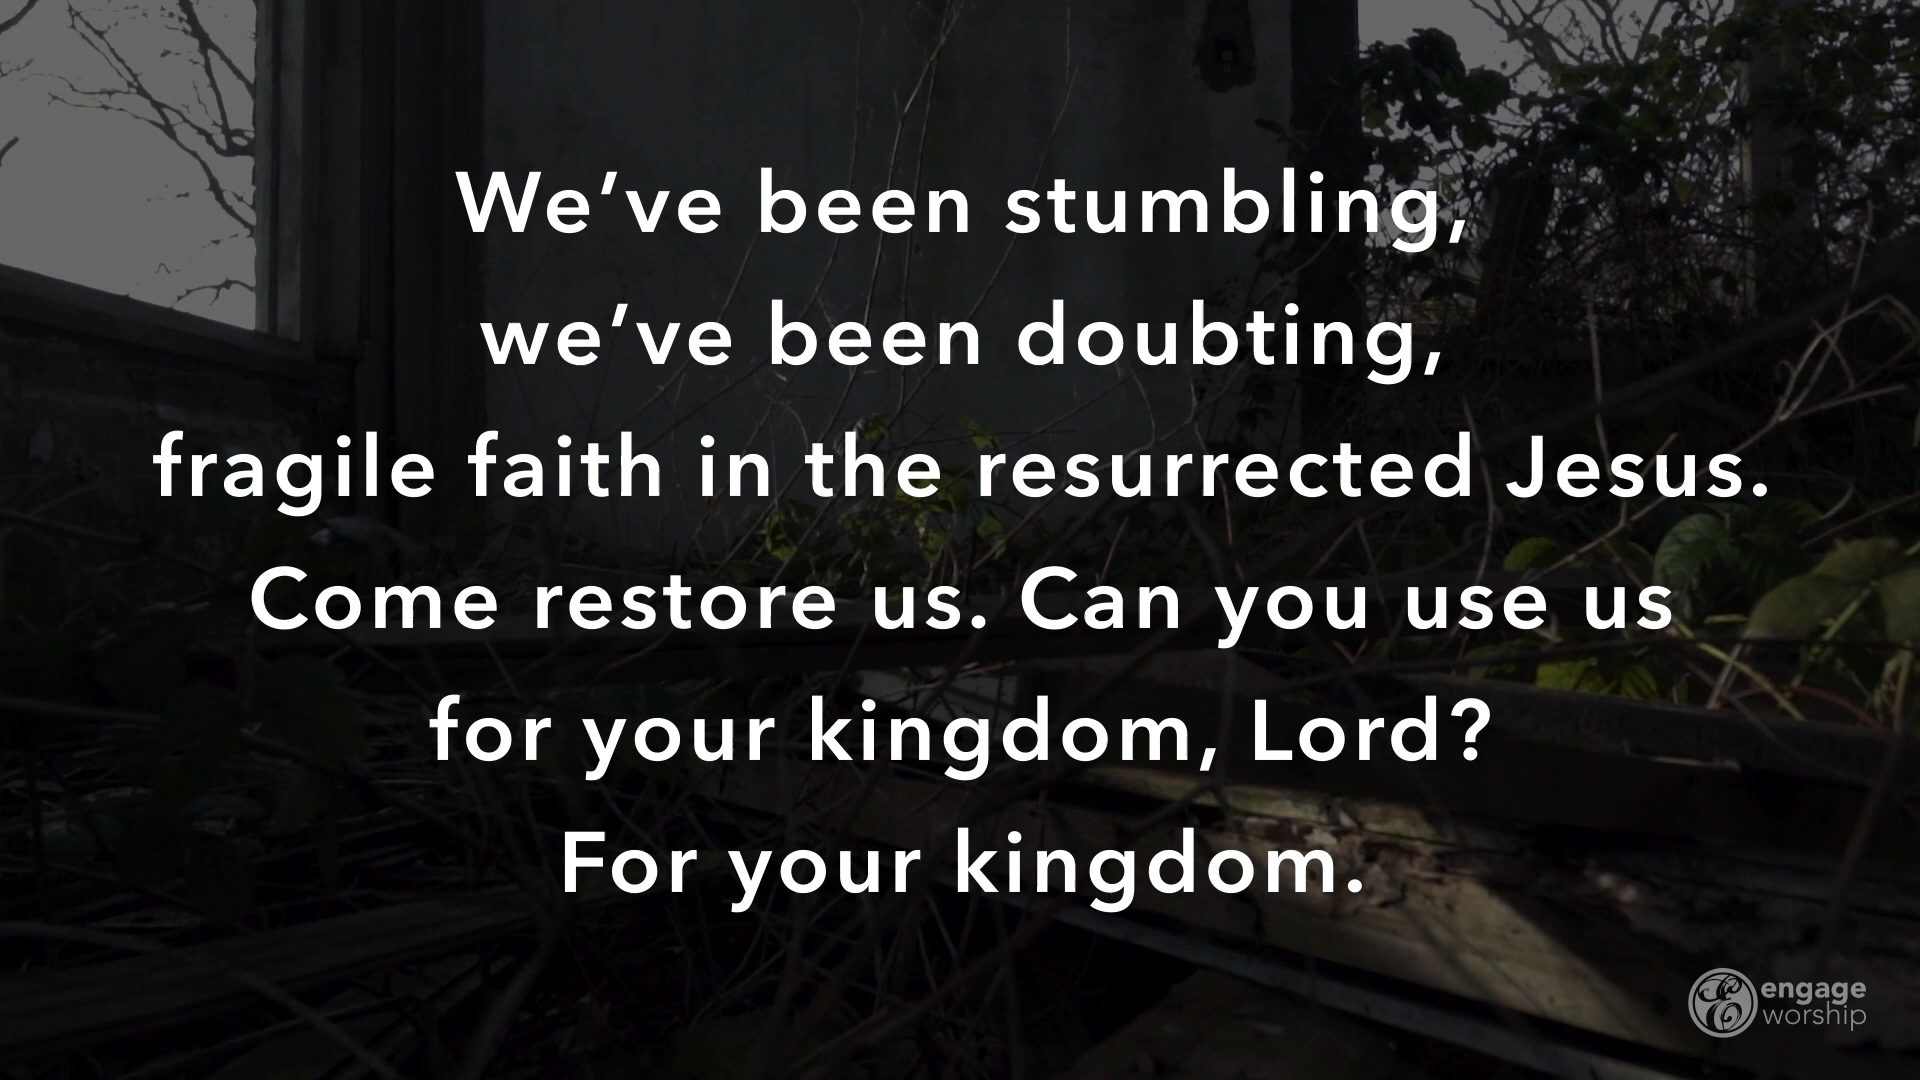 We’ve been stumbling,
we’ve been doubting,
fragile faith in the resurrected Jesus.
Come restore us. Can you use us
for your kingdom, Lord?
For your kingdom.
engage
worship